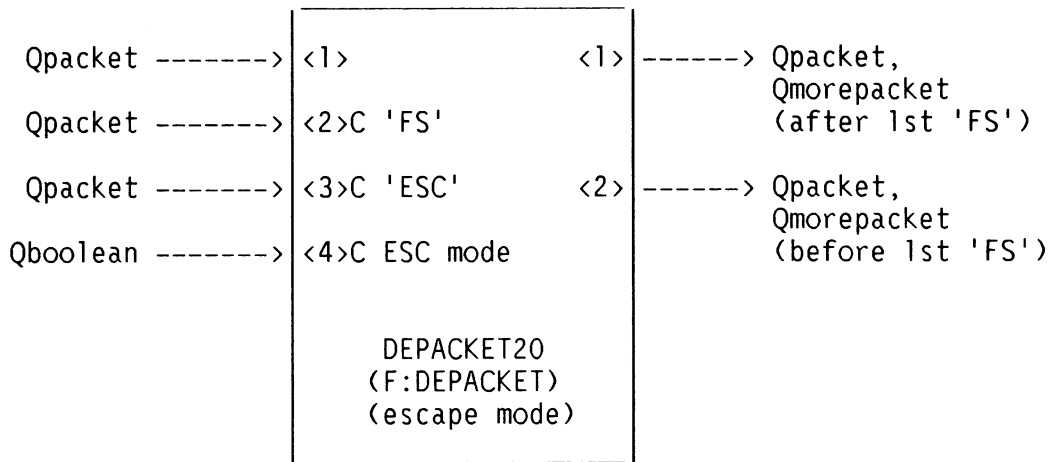 Qpacket -------> <1> <1> ------> Qpacket,
Qmorepacket
Qpacket -------> <2>C 'FS' (after 1st 'FS')
Qpacket -------> <3>C 'ESC' <2> ------> Qpacket,
Qmorepacket
Qboolean -------> <4>C ESC mode (before 1st 'FS')
DEPACKET20
(F:DEPACKET)
(escape mode)